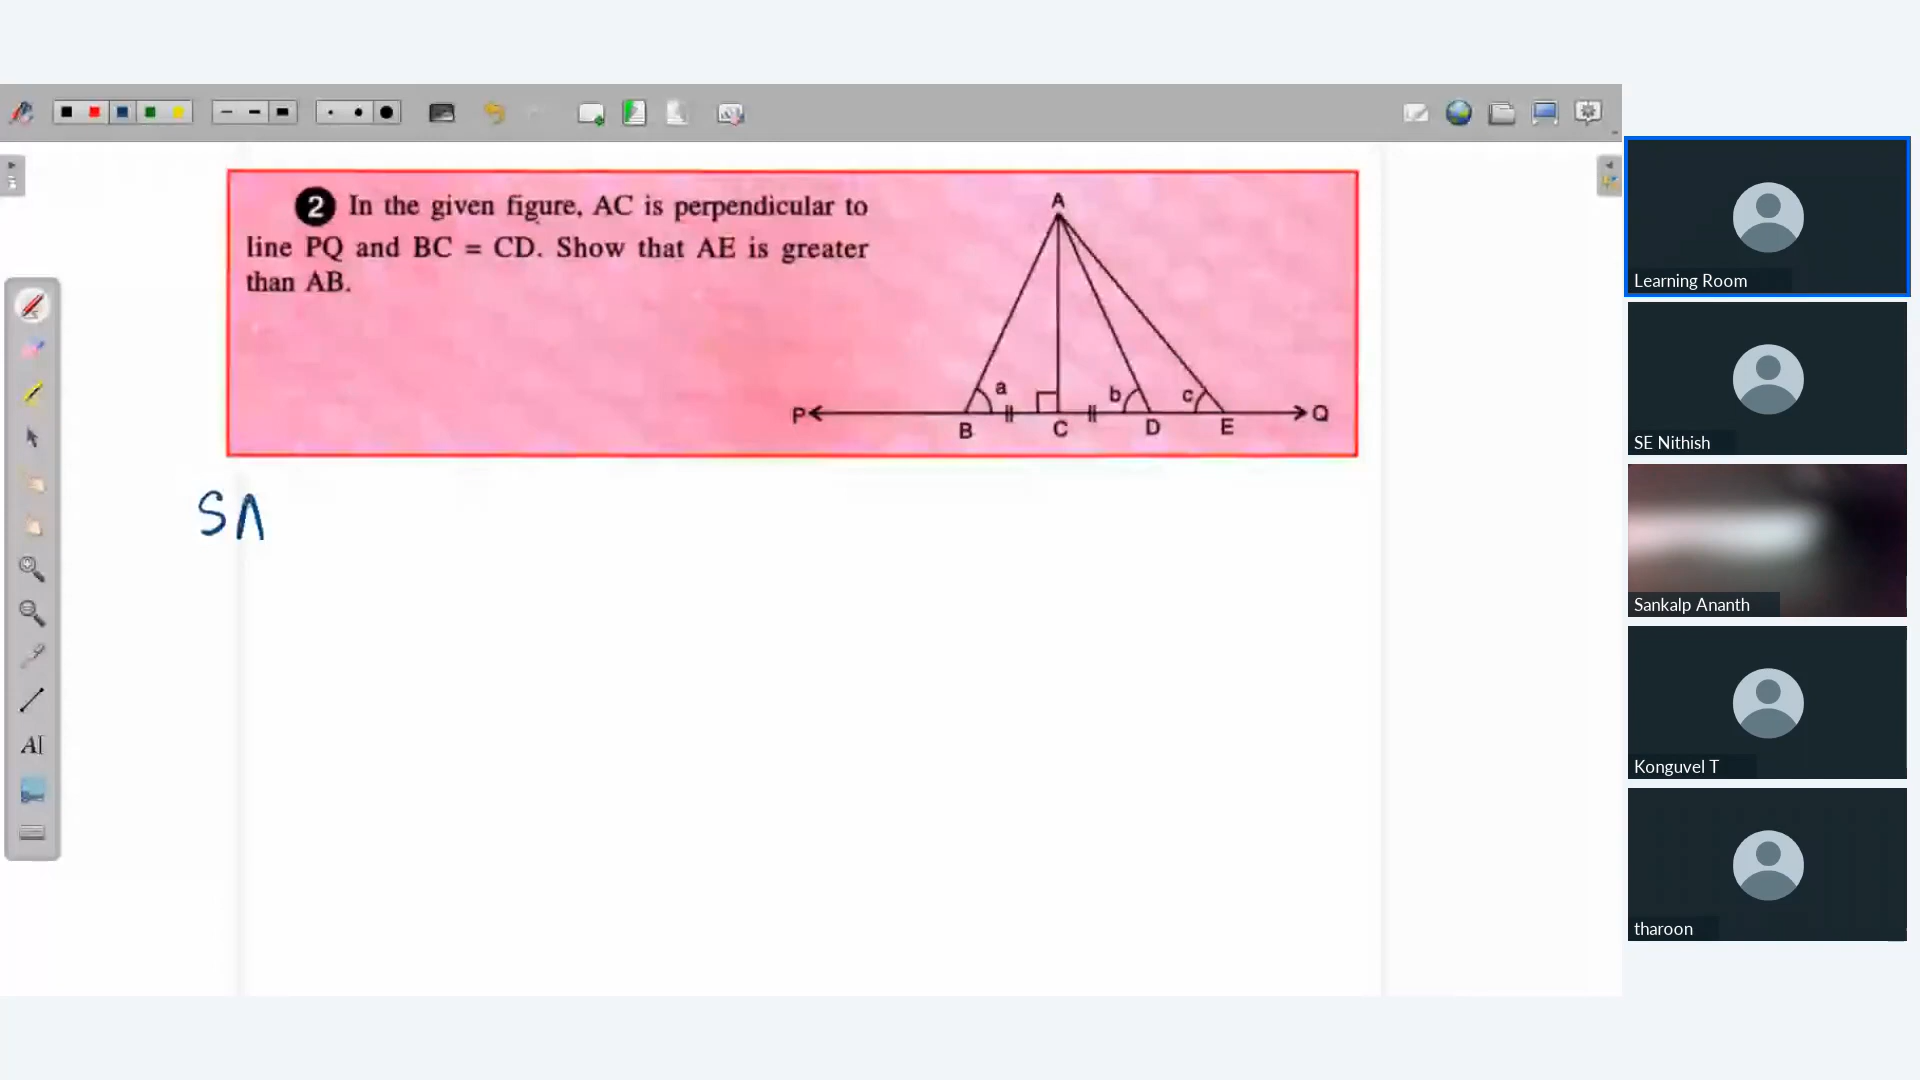 2 In the given figure, AC is perpendicular to
line PQ and BC = CD. Show that AE is greater
than AB.
A
a
b
c
P
Q
B
C
D
E
AI
Learning Room
SE Nithish
Sankalp Ananth
Konguvel T
tharoon